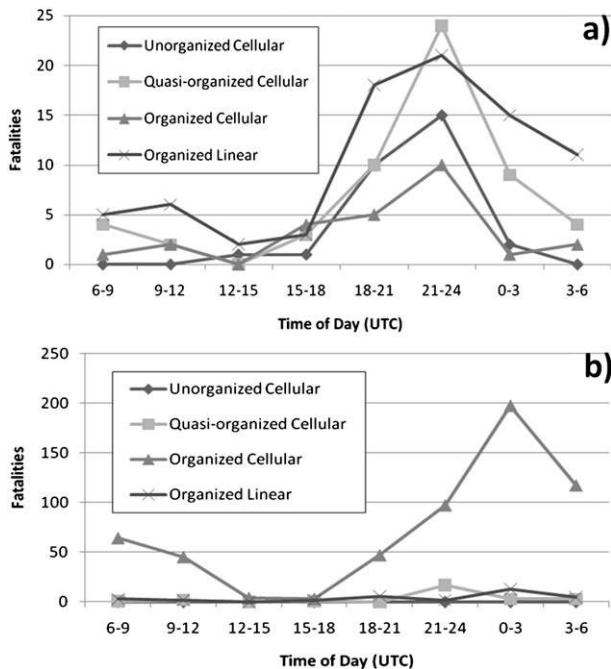 a)
25
20
15
10
5
0
Fatalities
Unorganized Cellular
Quasi-organized Cellular
Organized Cellular
Organized Linear
6-9 9-12 12-15 15-18 18-21 21-24 0-3 3-6
Time of Day (UTC)
b)
250
200
150
100
50
0
Fatalities
Unorganized Cellular
Quasi-organized Cellular
Organized Cellular
Organized Linear
6-9 9-12 12-15 15-18 18-21 21-24 0-3 3-6
Time of Day (UTC)